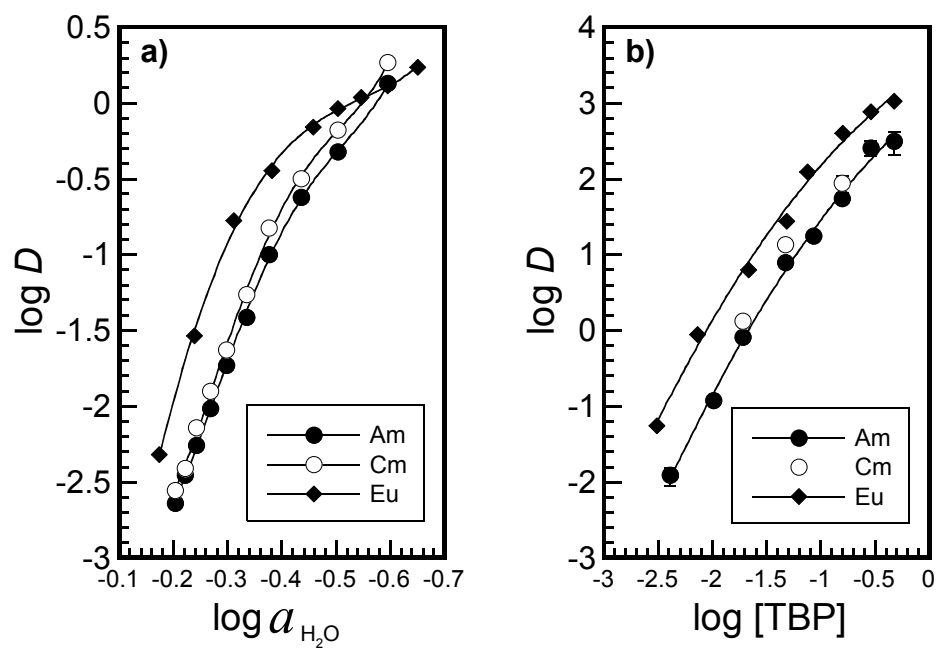 a)
0.5
0
-0.5
-1
-1.5
-2
-2.5
-3
log D
-0.1 -0.2 -0.3 -0.4 -0.5 -0.6 -0.7
log a H₂O
Am
Cm
Eu
b)
4
3
2
1
0
-1
-2
-3
log D
-3 -2.5 -2 -1.5 -1 -0.5 0
log [TBP]
Am
Cm
Eu